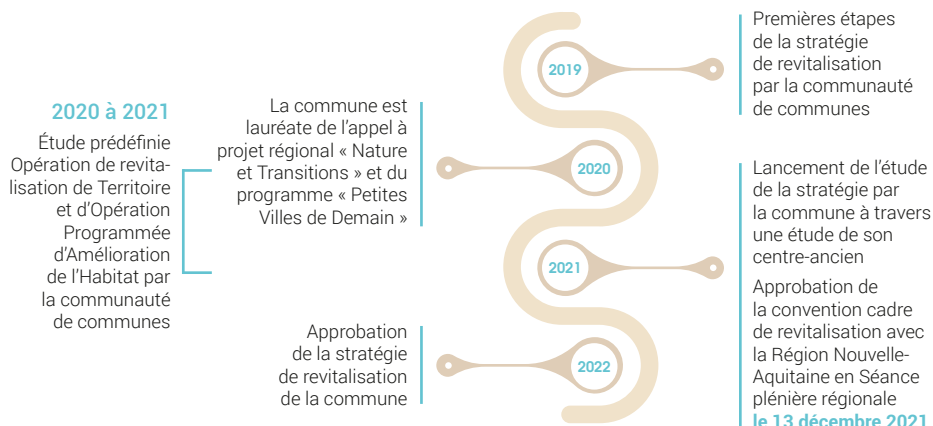 2019
Premières étapes
de la stratégie
de revitalisation
par la communauté
de communes
2020 à 2021
Étude prédéfinie
Opération de revita-
lisation de Territoire
et d'Opération
Programmée
d'Amélioration
de l'Habitat par
la communauté
de communes
La commune est
lauréate de l'appel à
projet régional « Nature
et Transitions » et du
programme « Petites
Villes de Demain »
2020
2021
Lancement de l'étude
de la stratégie par
la commune à travers
une étude de son
centre-ancien
Approbation de
la convention cadre
de revitalisation avec
la Région Nouvelle-
Aquitaine en Séance
plénière régionale
le 13 décembre 2021
Approbation
de la stratégie
de revitalisation
de la commune
2022